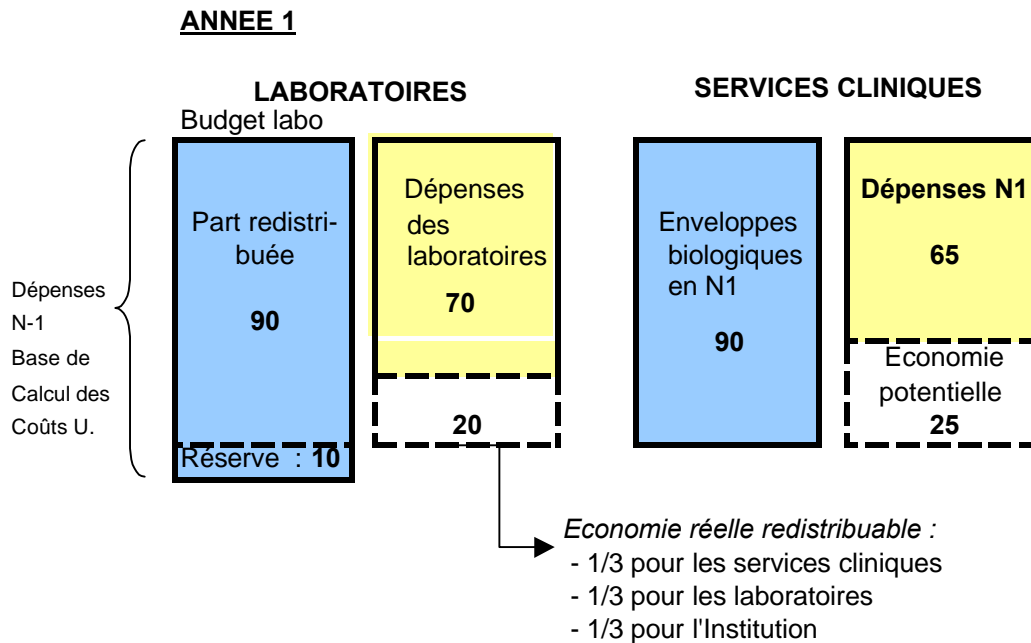 ANNEE 1
LABORATOIRES
SERVICES CLINIQUES
Budget labo
Dépenses
N-1
Base de
Calcul des
Coûts U.
Part redistri-
buée
90
Réserve : 10
Dépenses
des
laboratoires
70
20
Enveloppes
biologiques
en N1
90
Dépenses N1
65
Economie
potentielle
25
Economie réelle redistribuable :
- 1/3 pour les services cliniques
- 1/3 pour les laboratoires
- 1/3 pour l'Institution